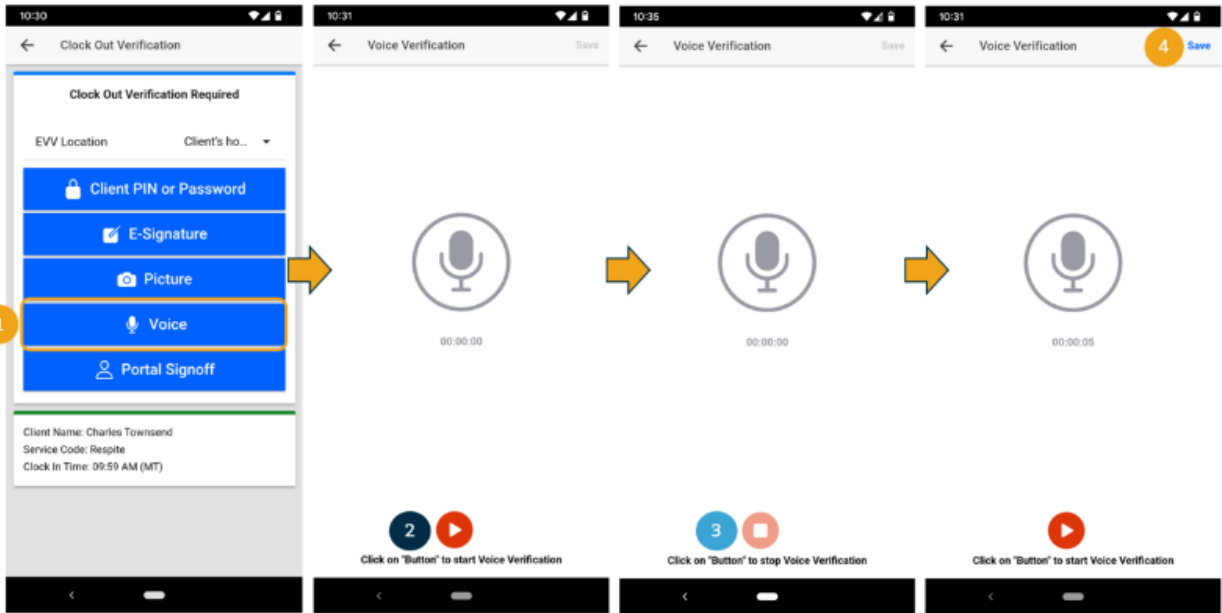 10:30
Clock Out Verification
Clock Out Verification Required
EVV Location Client's ho...
Client PIN or Password
E-Signature
Picture
1
Voice
Portal Signoff
Client Name: Charles Townsend
Service Code: Respite
Clock In Time: 09:59 AM (MT)
10:31
Voice Verification Save
00:00:00
2
Click on "Button" to start Voice Verification
10:35
Voice Verification Save
00:00:00
3
Click on "Button" to stop Voice Verification
10:31
Voice Verification 4 Save
00:00:05
Click on "Button" to start Voice Verification